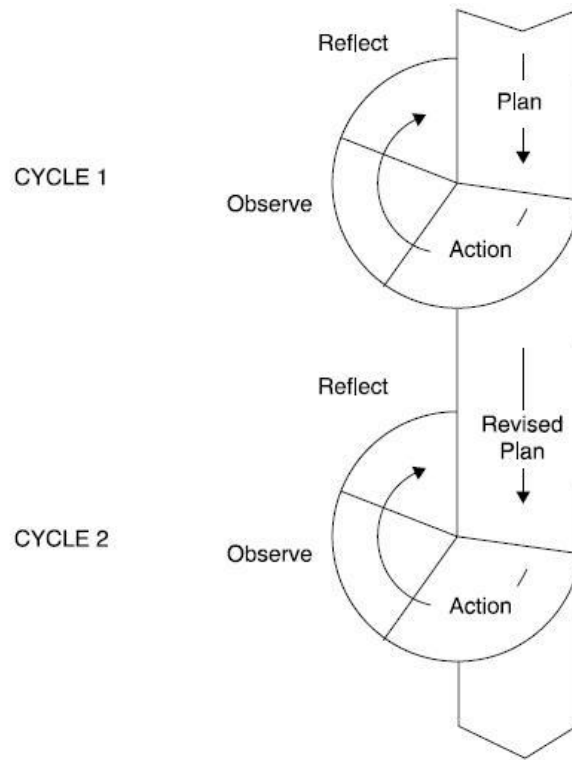 Reflect
Plan
CYCLE 1
Observe
Action
Reflect
Revised
Plan
CYCLE 2
Observe
Action